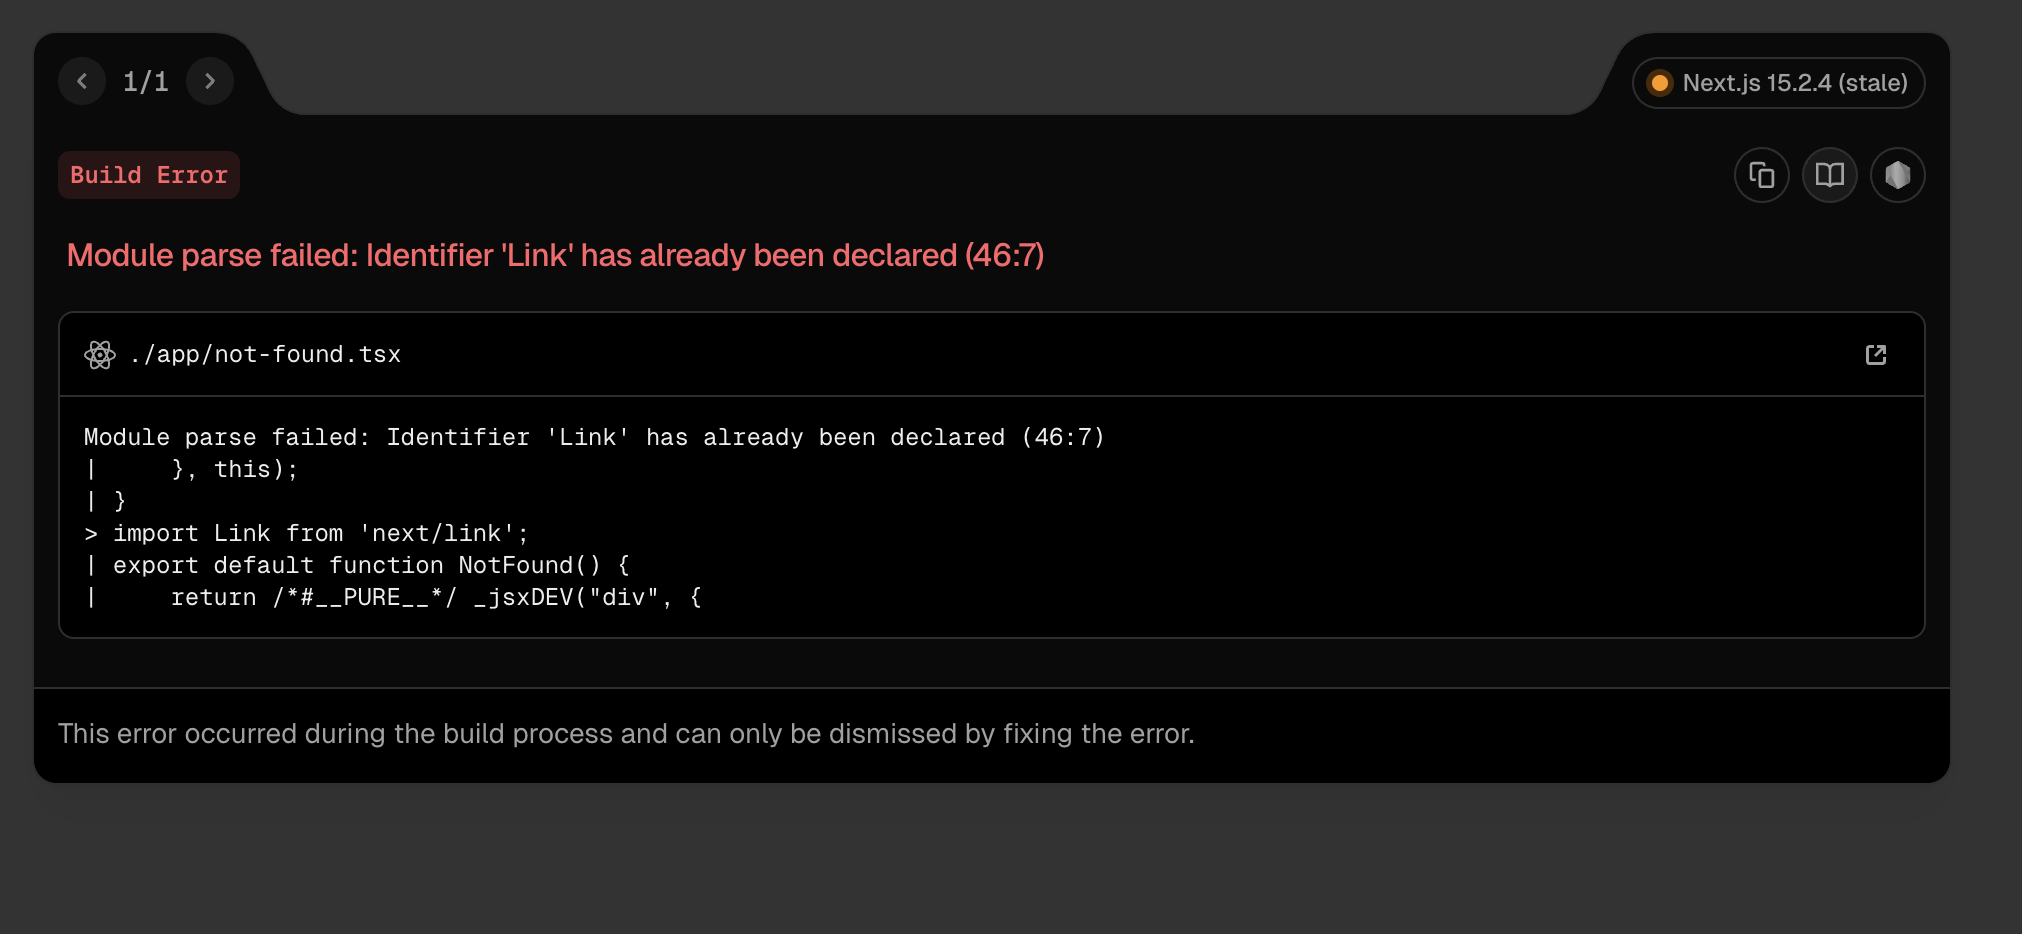 1/1
Next.js 15.2.4 (stale)
Build Error
Module parse failed: Identifier 'Link' has already been declared (46:7)
./app/not-found.tsx
Module parse failed: Identifier 'Link' has already been declared (46:7)
|     }, this);
| }
> import Link from 'next/link';
| export default function NotFound() {
|     return /*#__PURE__*/ _jsxDEV("div", {
This error occurred during the build process and can only be dismissed by fixing the error.